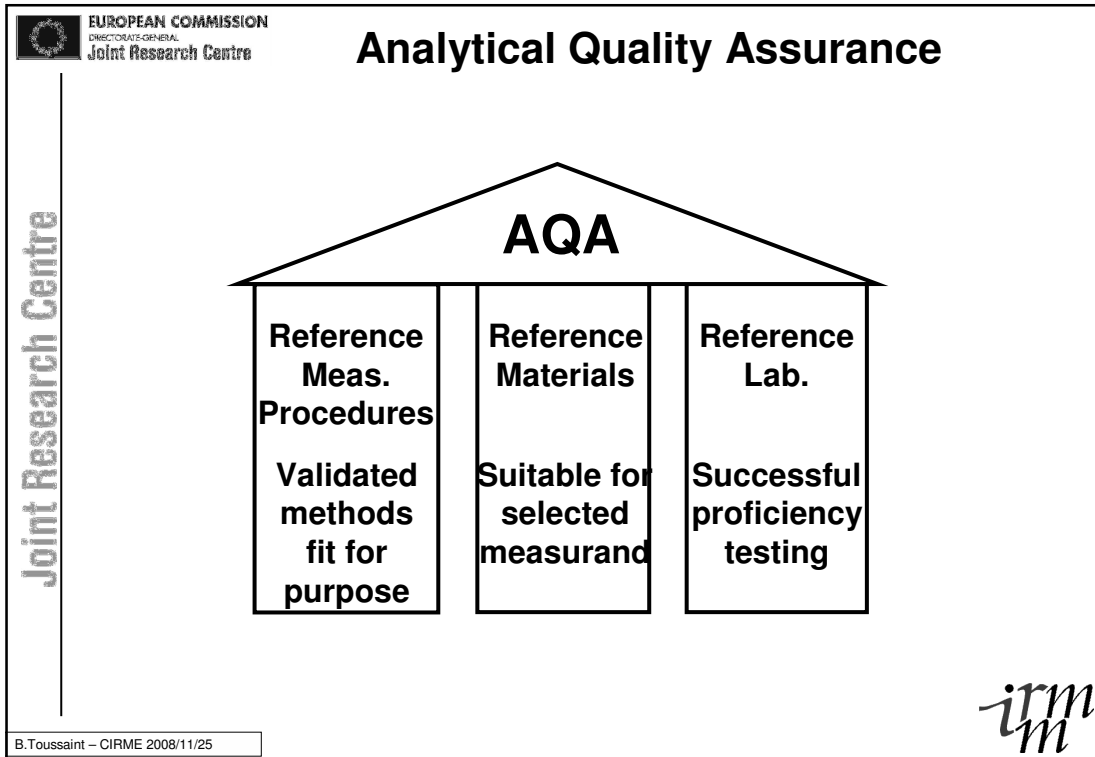 EUROPEAN COMMISSION
DIRECTORATE-GENERAL
Joint Research Centre
Analytical Quality Assurance
Joint Research Centre
AQA
Reference
Meas.
Procedures
Validated
methods
fit for
purpose
Reference
Materials
Suitable for
selected
measurand
Reference
Lab.
Successful
proficiency
testing
B.Toussaint – CIRME 2008/11/25
irmm